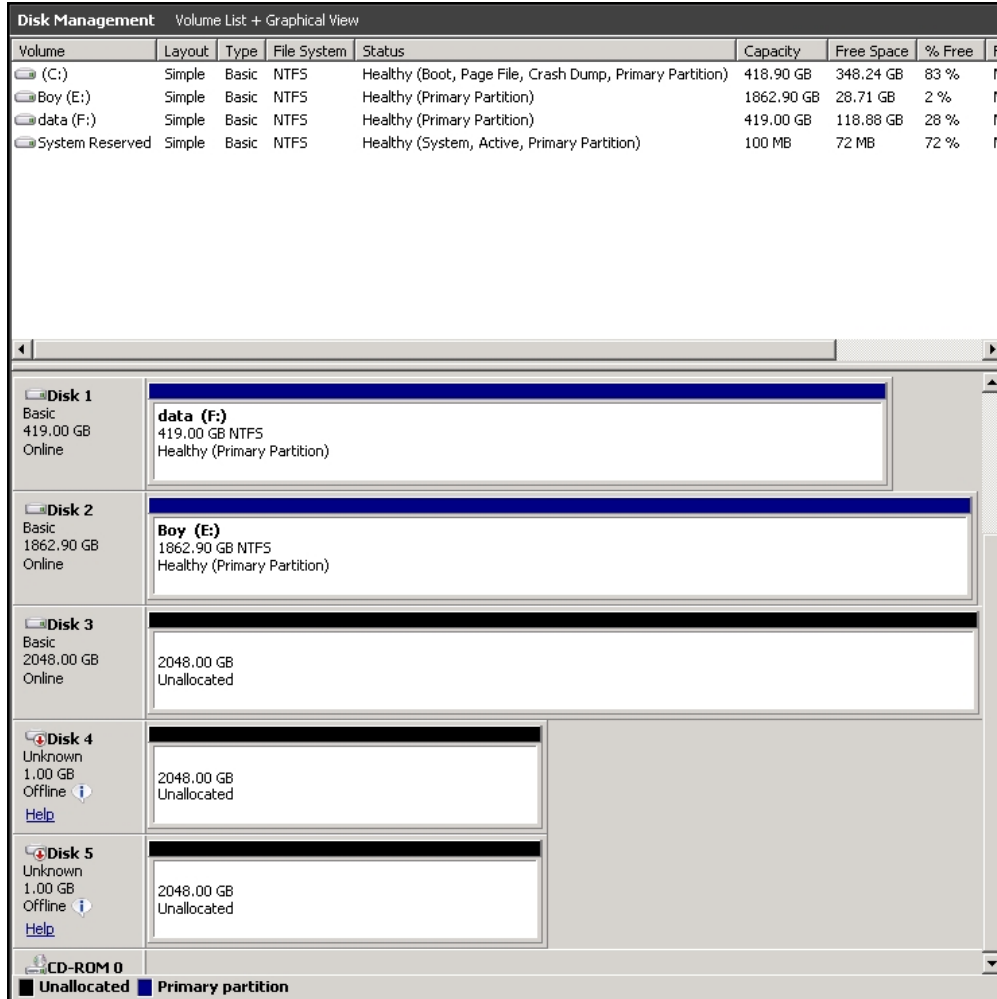 Disk Management Volume List + Graphical View
Volume Layout Type File System Status Capacity Free Space % Free
(C:) Simple Basic NTFS Healthy (Boot, Page File, Crash Dump, Primary Partition) 418.90 GB 348.24 GB 83 %
Boy (E:) Simple Basic NTFS Healthy (Primary Partition) 1862.90 GB 28.71 GB 2 %
data (F:) Simple Basic NTFS Healthy (Primary Partition) 419.00 GB 118.88 GB 28 %
System Reserved Simple Basic NTFS Healthy (System, Active, Primary Partition) 100 MB 72 MB 72 %
Disk 1
Basic
419.00 GB
Online
data (F:)
419.00 GB NTFS
Healthy (Primary Partition)
Disk 2
Basic
1862.90 GB
Online
Boy (E:)
1862.90 GB NTFS
Healthy (Primary Partition)
Disk 3
Basic
2048.00 GB
Online
2048.00 GB
Unallocated
Disk 4
Unknown
1.00 GB
Offline
Help
2048.00 GB
Unallocated
Disk 5
Unknown
1.00 GB
Offline
Help
2048.00 GB
Unallocated
CD-ROM 0
Unallocated Primary partition